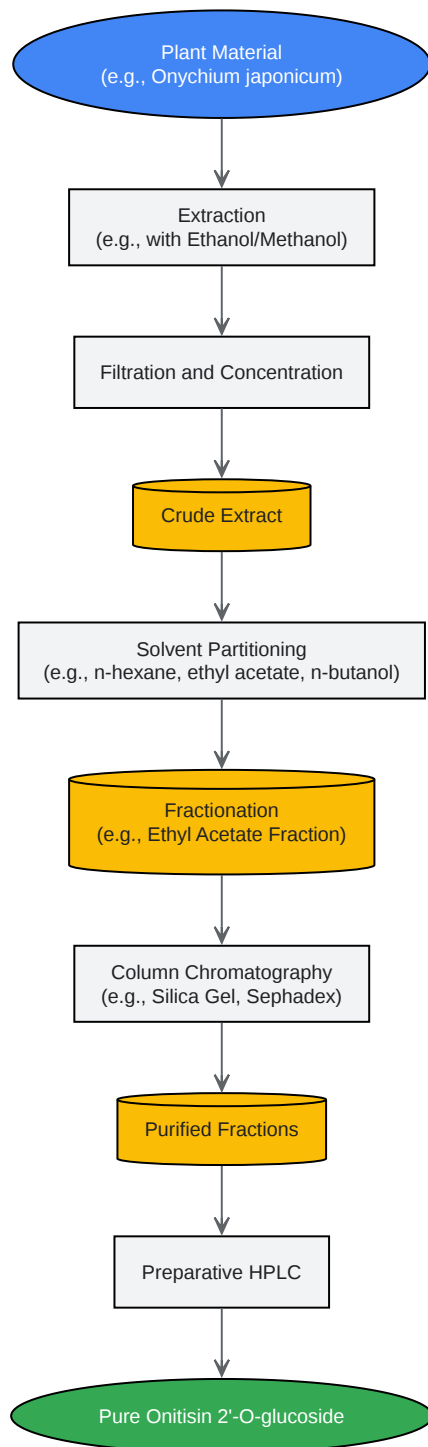 Plant Material
(e.g., Onychium japonicum)
Extraction
(e.g., with Ethanol/Methanol)
Filtration and Concentration
Crude Extract
Solvent Partitioning
(e.g., n-hexane, ethyl acetate, n-butanol)
Fractionation
(e.g., Ethyl Acetate Fraction)
Column Chromatography
(e.g., Silica Gel, Sephadex)
Purified Fractions
Preparative HPLC
Pure Onitisin 2'-O-glucoside